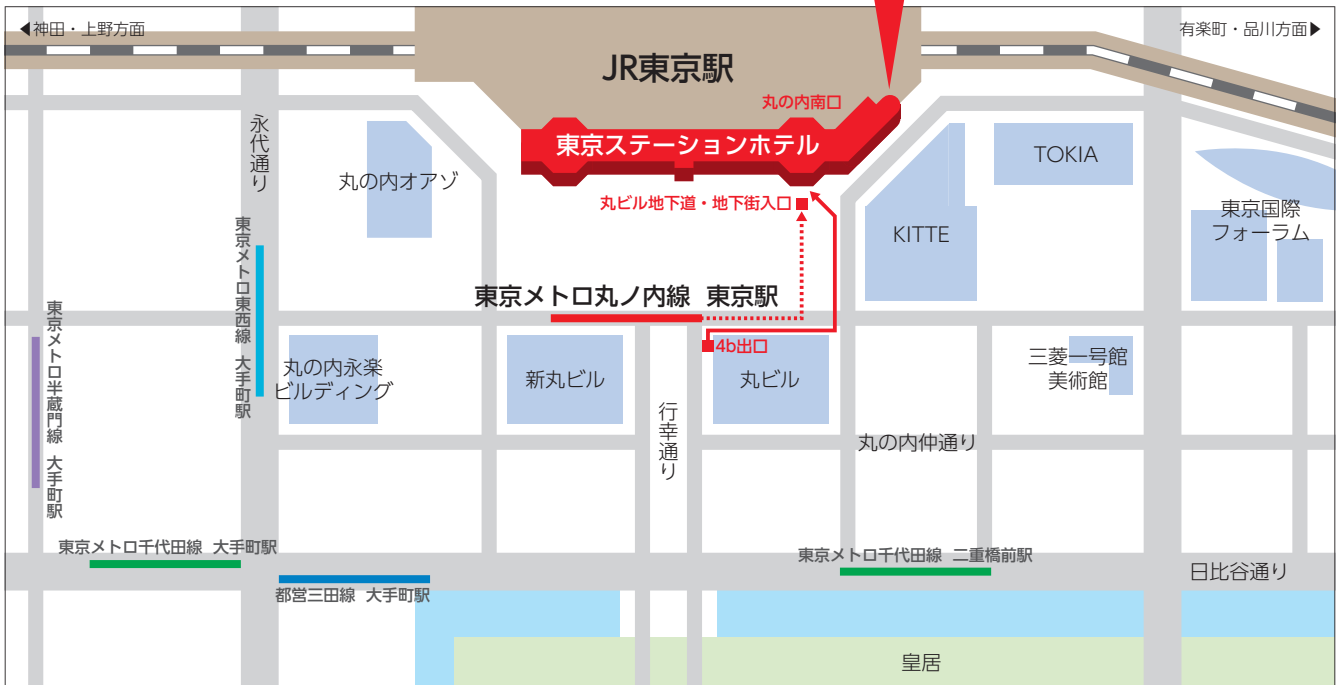 ◀神田・上野方面
有楽町・品川方面▶
JR東京駅
丸の内南口
東京ステーションホテル
永代通り
丸の内オアゾ
TOKIA
丸ビル地下道・地下街入口
KITTE
東京国際
フォーラム
東京メトロ東西線 大手町駅
東京メトロ丸ノ内線 東京駅
東京メトロ半蔵門線 大手町駅
4b出口
丸の内永楽
ビルディング
新丸ビル
丸ビル
三菱一号館
美術館
行幸通り
丸の内仲通り
東京メトロ千代田線 大手町駅
東京メトロ千代田線 二重橋前駅
日比谷通り
都営三田線 大手町駅
皇居